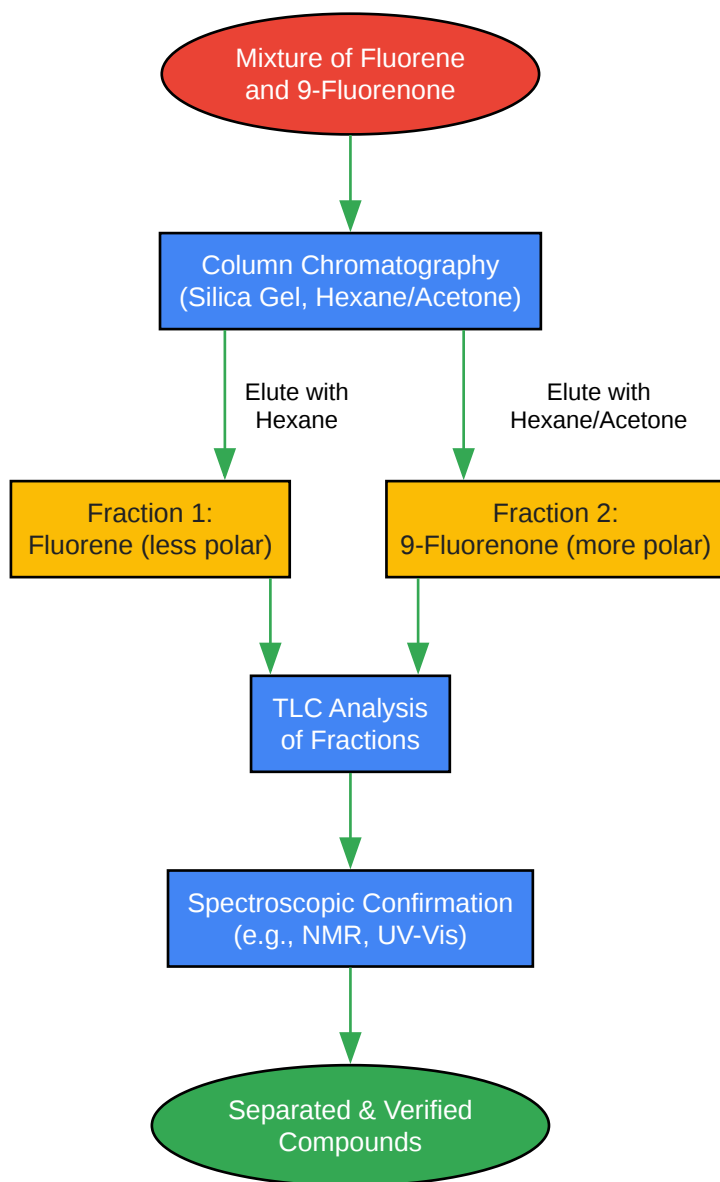 Mixture of Fluorene
and 9-Fluorenone
Column Chromatography
(Silica Gel, Hexane/Acetone)
Elute with
Hexane
Elute with
Hexane/Acetone
Fraction 1:
Fluorene (less polar)
Fraction 2:
9-Fluorenone (more polar)
TLC Analysis
of Fractions
Spectroscopic Confirmation
(e.g., NMR, UV-Vis)
Separated & Verified
Compounds